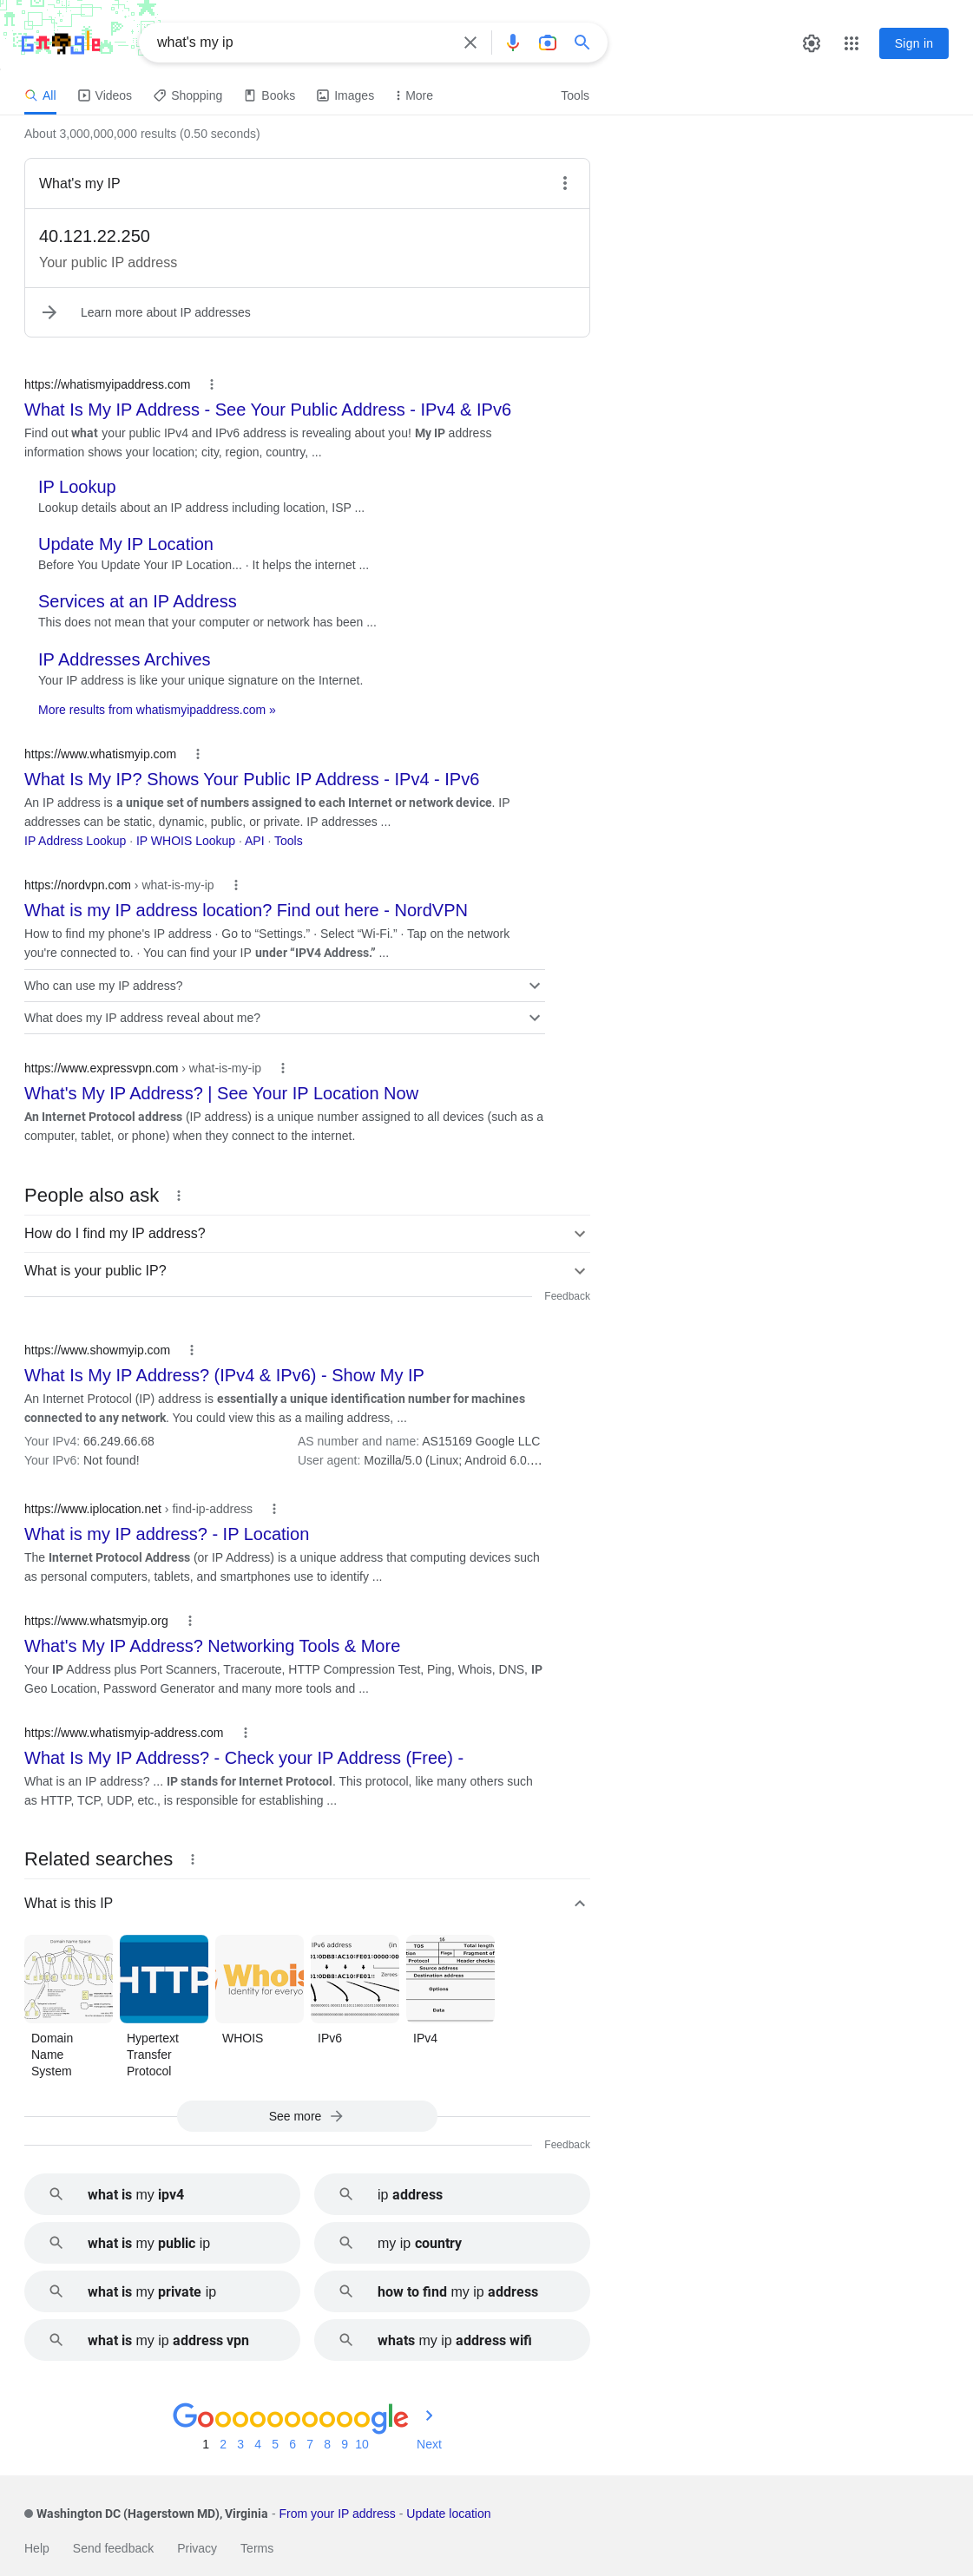 Google
what's my ip
Sign in
All
Videos
Shopping
Books
Images
More
Tools
About 3,000,000,000 results (0.50 seconds)
What's my IP
40.121.22.250
Your public IP address
Learn more about IP addresses
https://whatismyipaddress.com
What Is My IP Address - See Your Public Address - IPv4 & IPv6
Find out what your public IPv4 and IPv6 address is revealing about you! My IP address
information shows your location; city, region, country, ...
IP Lookup
Lookup details about an IP address including location, ISP ...
Update My IP Location
Before You Update Your IP Location... · It helps the internet ...
Services at an IP Address
This does not mean that your computer or network has been ...
IP Addresses Archives
Your IP address is like your unique signature on the Internet.
More results from whatismyipaddress.com »
https://www.whatismyip.com
What Is My IP? Shows Your Public IP Address - IPv4 - IPv6
An IP address is a unique set of numbers assigned to each Internet or network device. IP
addresses can be static, dynamic, public, or private. IP addresses ...
IP Address Lookup · IP WHOIS Lookup · API · Tools
https://nordvpn.com › what-is-my-ip
What is my IP address location? Find out here - NordVPN
How to find my phone's IP address · Go to “Settings.” · Select “Wi-Fi.” · Tap on the network
you're connected to. · You can find your IP under “IPV4 Address.” ...
Who can use my IP address?
What does my IP address reveal about me?
https://www.expressvpn.com › what-is-my-ip
What's My IP Address? | See Your IP Location Now
An Internet Protocol address (IP address) is a unique number assigned to all devices (such as a
computer, tablet, or phone) when they connect to the internet.
People also ask
How do I find my IP address?
What is your public IP?
Feedback
https://www.showmyip.com
What Is My IP Address? (IPv4 & IPv6) - Show My IP
An Internet Protocol (IP) address is essentially a unique identification number for machines
connected to any network. You could view this as a mailing address, ...
Your IPv4: 66.249.66.68
AS number and name: AS15169 Google LLC
Your IPv6: Not found!
User agent: Mozilla/5.0 (Linux; Android 6.0....
https://www.iplocation.net › find-ip-address
What is my IP address? - IP Location
The Internet Protocol Address (or IP Address) is a unique address that computing devices such
as personal computers, tablets, and smartphones use to identify ...
https://www.whatsmyip.org
What's My IP Address? Networking Tools & More
Your IP Address plus Port Scanners, Traceroute, HTTP Compression Test, Ping, Whois, DNS, IP
Geo Location, Password Generator and many more tools and ...
https://www.whatismyip-address.com
What Is My IP Address? - Check your IP Address (Free) -
What is an IP address? ... IP stands for Internet Protocol. This protocol, like many others such
as HTTP, TCP, UDP, etc., is responsible for establishing ...
Related searches
What is this IP
Domain Name Space
HTTP
Whois
Identity for everyo
IPv6 address (in
Zeroes
16
TOS Total length
Flags Fragment of
Protocol Header checks
Source address
Destination address
Options
Data
Domain
Name
System
Hypertext
Transfer
Protocol
WHOIS
IPv6
IPv4
See more
Feedback
what is my ipv4
ip address
what is my public ip
my ip country
what is my private ip
how to find my ip address
what is my ip address vpn
whats my ip address wifi
Goooooooooogle
1 2 3 4 5 6 7 8 9 10 Next
Washington DC (Hagerstown MD), Virginia - From your IP address - Update location
Help
Send feedback
Privacy
Terms